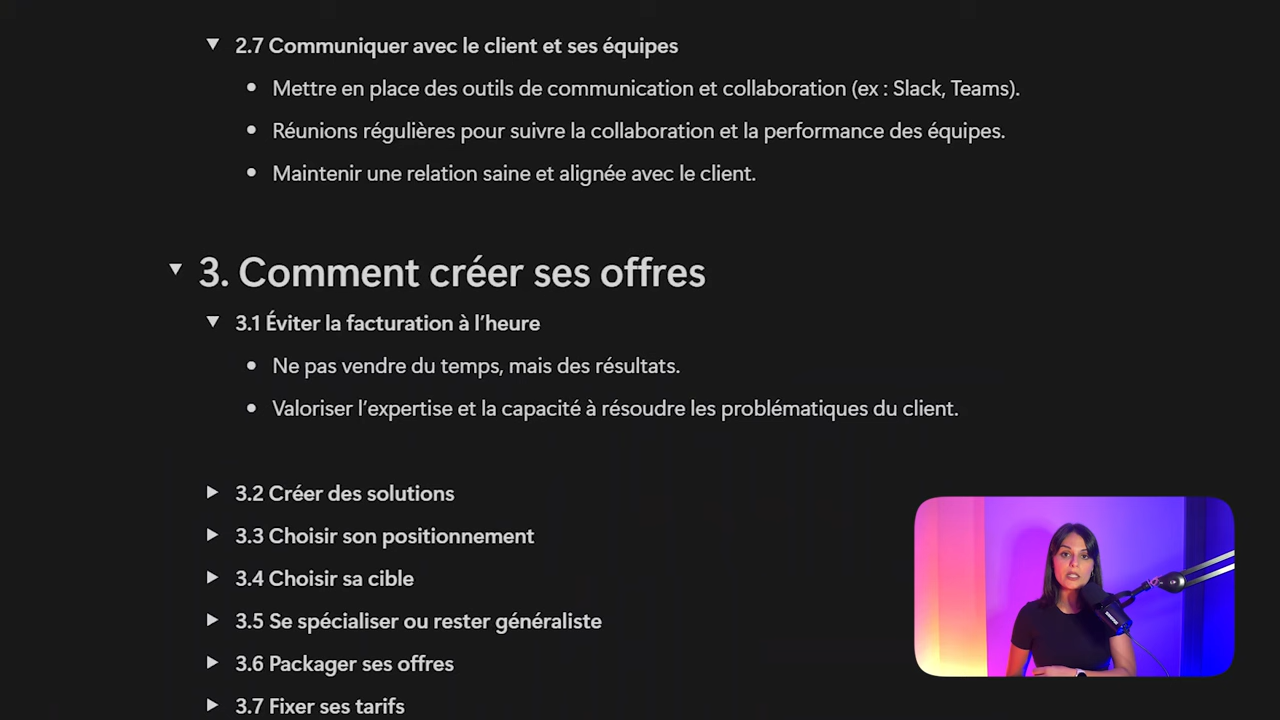 2.7 Communiquer avec le client et ses équipes
Mettre en place des outils de communication et collaboration (ex : Slack, Teams).
Réunions régulières pour suivre la collaboration et la performance des équipes.
Maintenir une relation saine et alignée avec le client.
3. Comment créer ses offres
3.1 Éviter la facturation à l’heure
Ne pas vendre du temps, mais des résultats.
Valoriser l’expertise et la capacité à résoudre les problématiques du client.
3.2 Créer des solutions
3.3 Choisir son positionnement
3.4 Choisir sa cible
3.5 Se spécialiser ou rester généraliste
3.6 Packager ses offres
3.7 Fixer ses tarifs